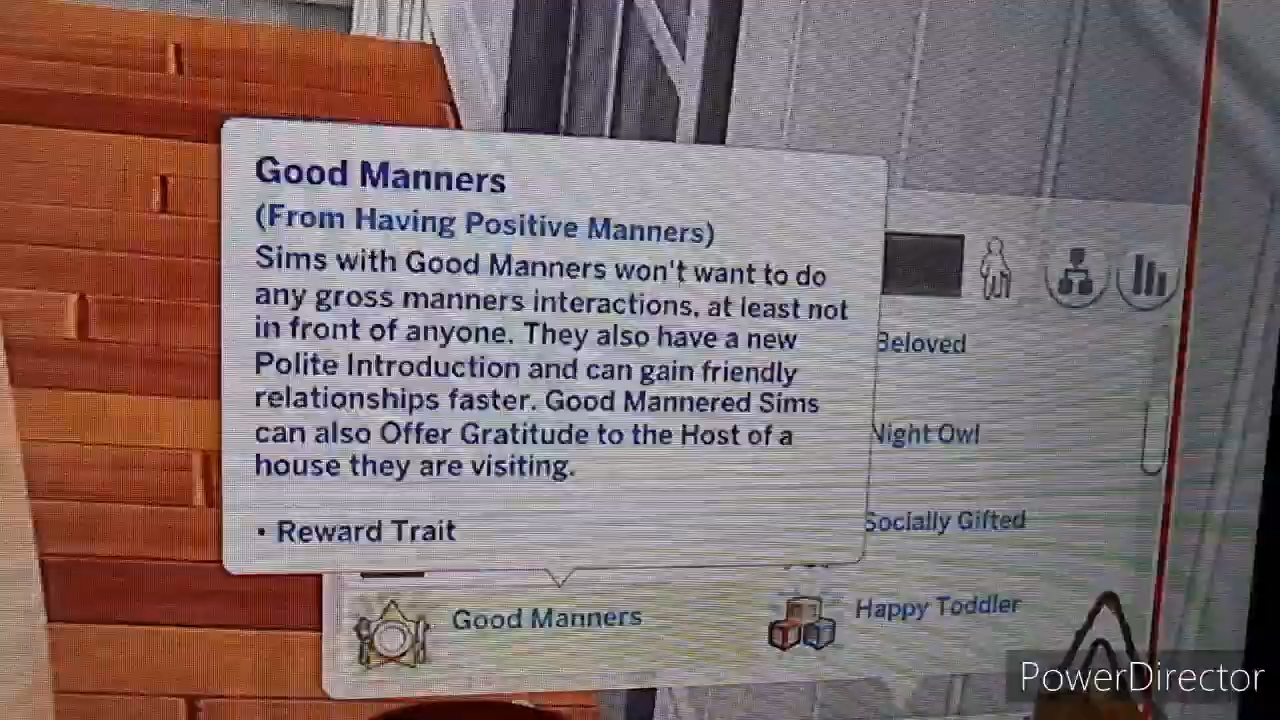 Good Manners
(From Having Positive Manners)
Sims with Good Manners won't want to do
any gross manners interactions, at least not
in front of anyone. They also have a new
Polite Introduction and can gain friendly
relationships faster. Good Mannered Sims
can also Offer Gratitude to the Host of a
house they are visiting.
• Reward Trait
Beloved
Night Owl
Socially Gifted
Good Manners
Happy Toddler
PowerDirector